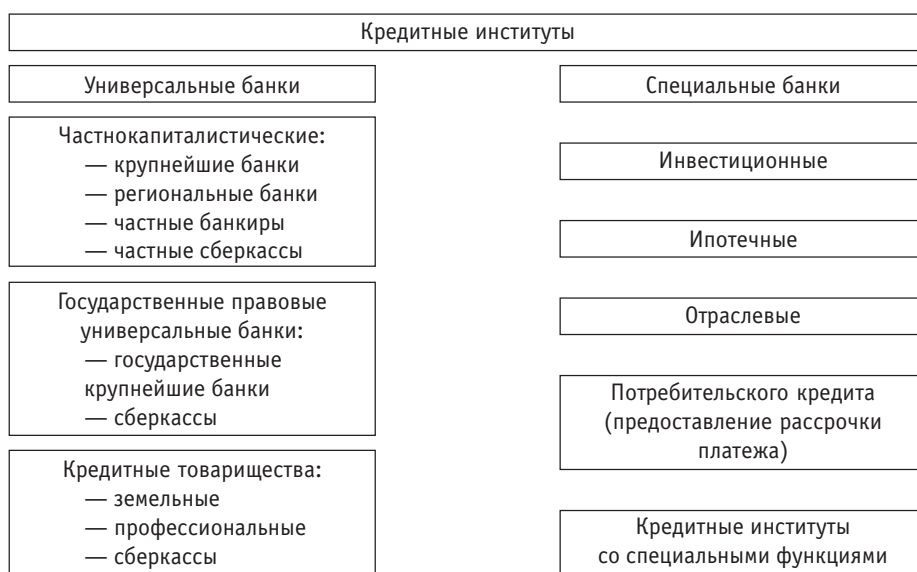 Кредитные институты
Универсальные банки
Частнокапиталистические:
— крупнейшие банки
— региональные банки
— частные банкиры
— частные сберкассы
Государственные правовые
универсальные банки:
— государственные
крупнейшие банки
— сберкассы
Кредитные товарищества:
— земельные
— профессиональные
— сберкассы
Специальные банки
Инвестиционные
Ипотечные
Отраслевые
Потребительского кредита
(предоставление рассрочки
платежа)
Кредитные институты
со специальными функциями